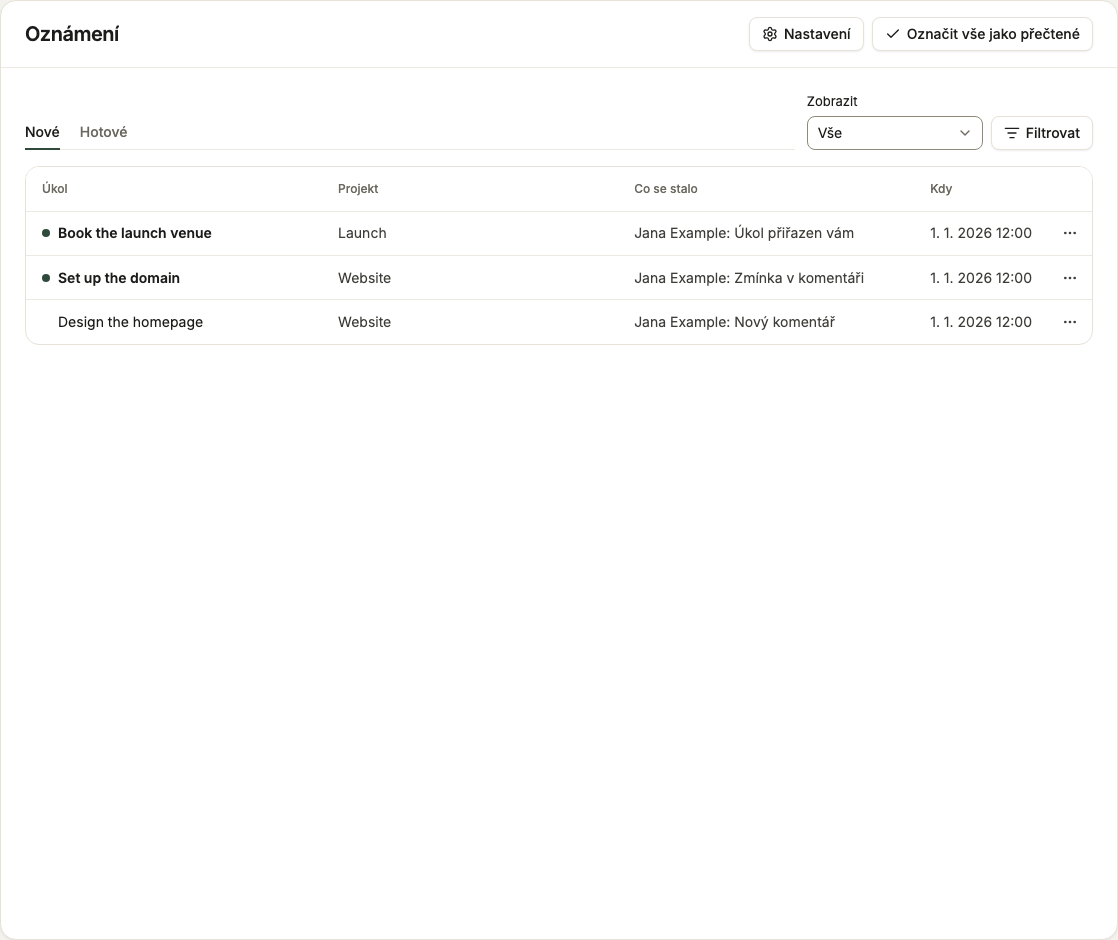 Oznámení
Nastavení
Označit vše jako přečtené
Zobrazit
Nové Hotové
Vše
Filtrovat
Úkol Projekt Co se stalo Kdy
Book the launch venue Launch Jana Example: Úkol přiřazen vám 1. 1. 2026 12:00
Set up the domain Website Jana Example: Zmínka v komentáři 1. 1. 2026 12:00
Design the homepage Website Jana Example: Nový komentář 1. 1. 2026 12:00